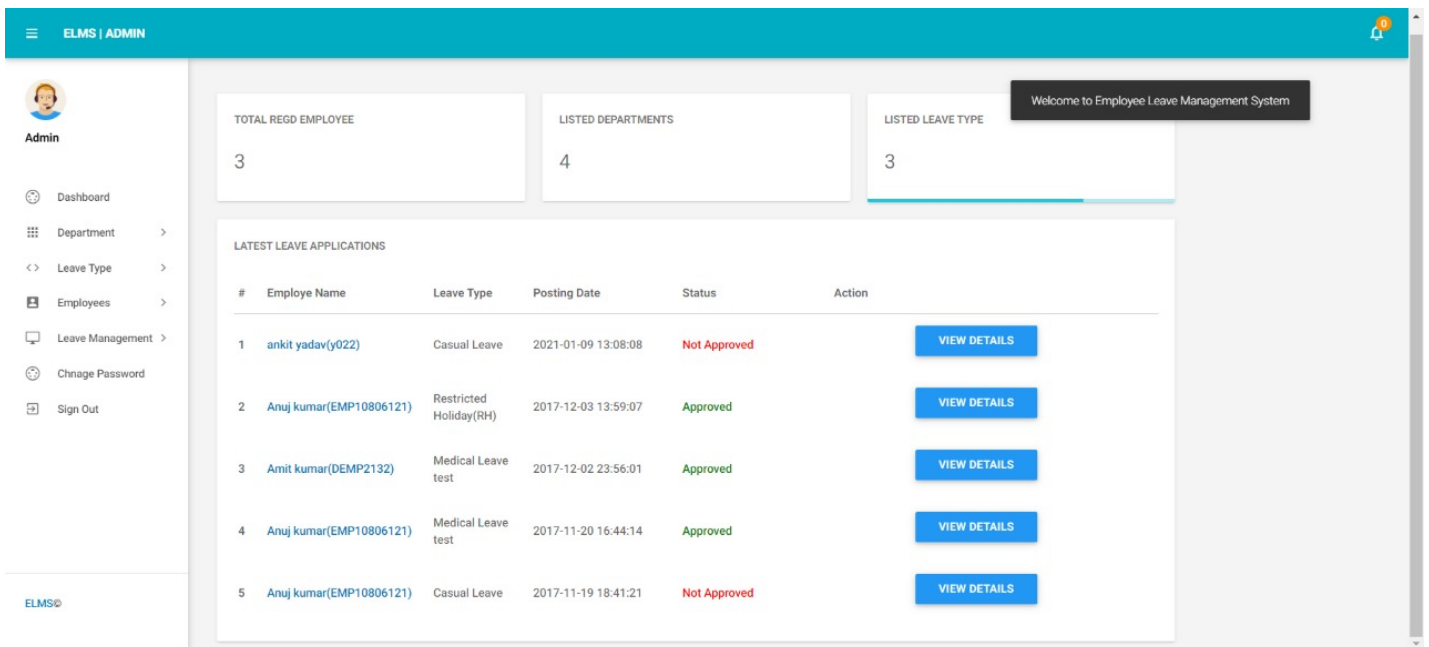 ELMS | ADMIN
0
Admin
Dashboard
Department
Leave Type
Employees
Leave Management
Chnage Password
Sign Out
ELMS©
Welcome to Employee Leave Management System
TOTAL REGD EMPLOYEE
3
LISTED DEPARTMENTS
4
LISTED LEAVE TYPE
3
LATEST LEAVE APPLICATIONS
# Employe Name Leave Type Posting Date Status Action
1 ankit yadav(y022) Casual Leave 2021-01-09 13:08:08 Not Approved VIEW DETAILS
2 Anuj kumar(EMP10806121) Restricted Holiday(RH) 2017-12-03 13:59:07 Approved VIEW DETAILS
3 Amit kumar(DEMP2132) Medical Leave test 2017-12-02 23:56:01 Approved VIEW DETAILS
4 Anuj kumar(EMP10806121) Medical Leave test 2017-11-20 16:44:14 Approved VIEW DETAILS
5 Anuj kumar(EMP10806121) Casual Leave 2017-11-19 18:41:21 Not Approved VIEW DETAILS